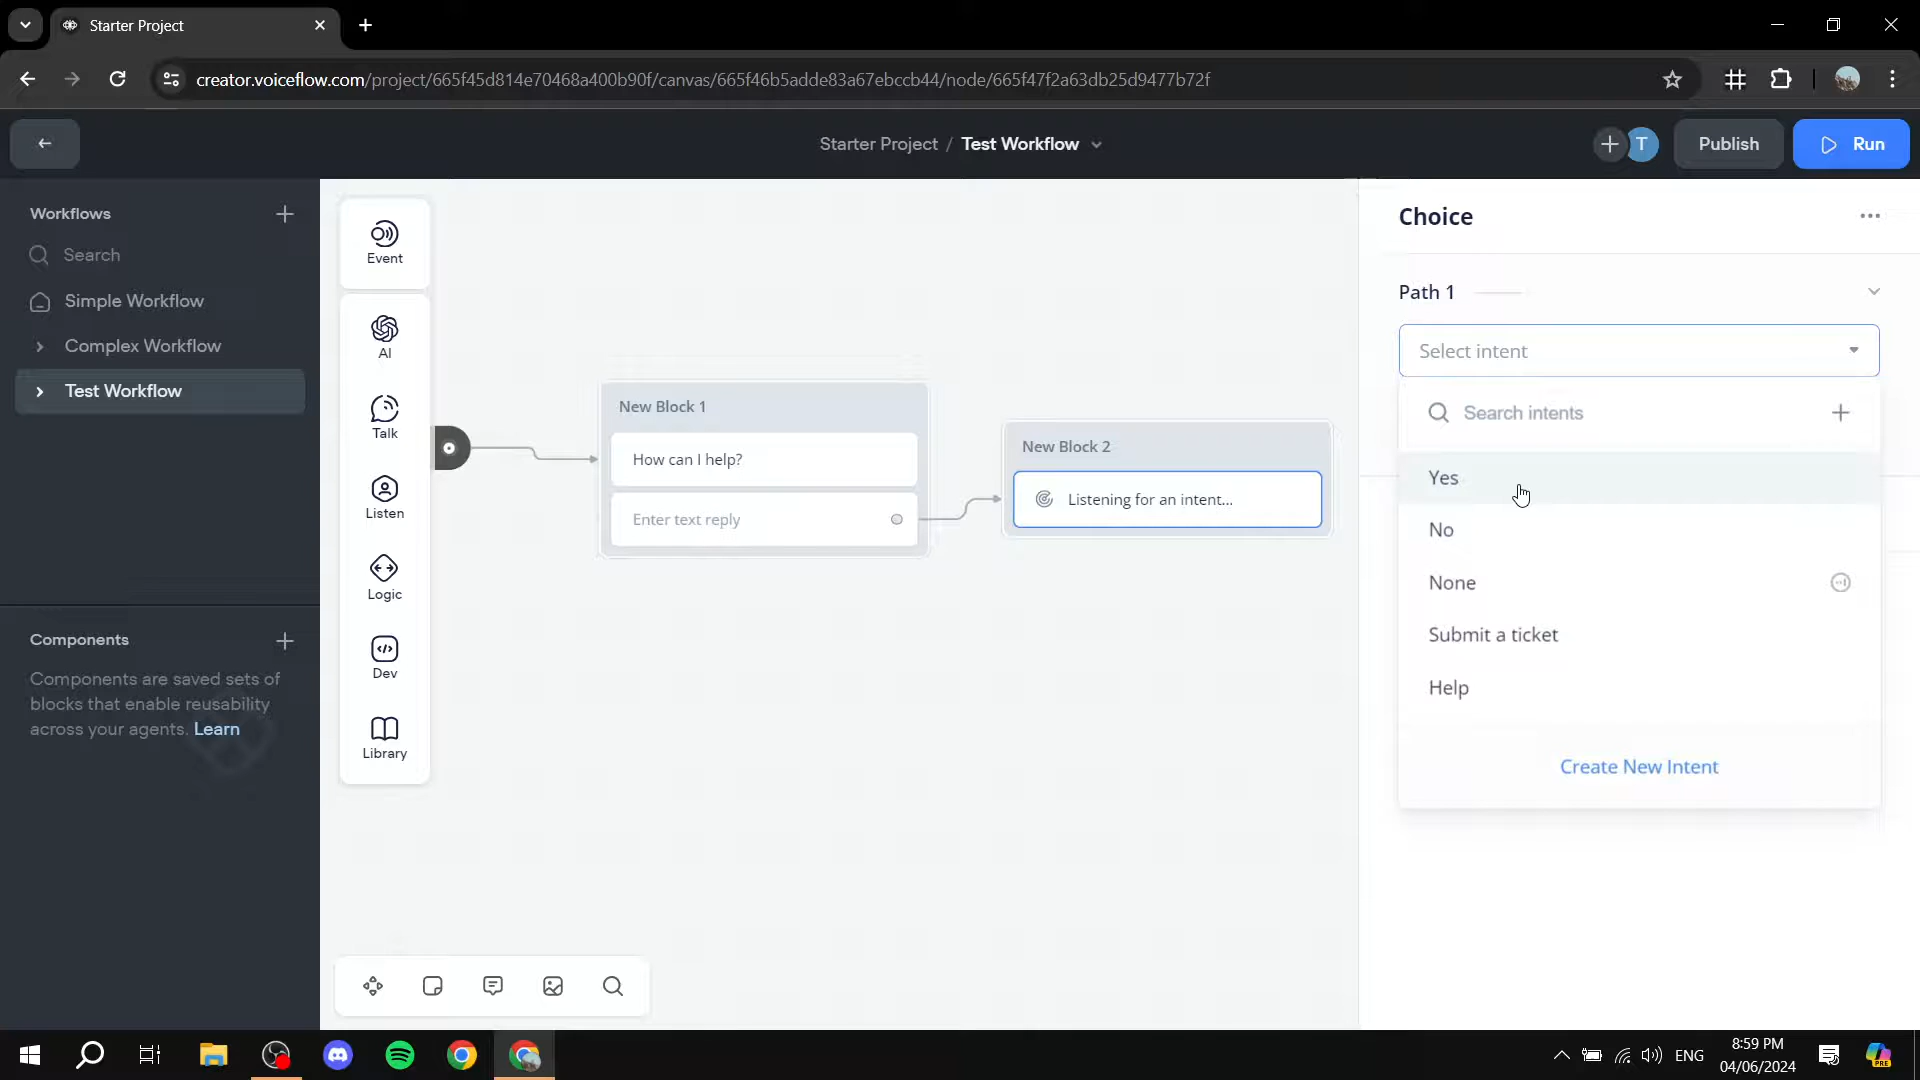 Starter Project
creator.voiceflow.com/project/665f45d814e70468a400b90f/canvas/665f46b5adde83a67ebccb44/node/665f47f2a63db25d9477b72f
Starter Project / Test Workflow
T
Publish
Run
Workflows
Search
Simple Workflow
Complex Workflow
Test Workflow
Components
Components are saved sets of
blocks that enable reusability
across your agents. Learn
Event
AI
Talk
Listen
Logic
Dev
Library
New Block 1
How can I help?
Enter text reply
New Block 2
Listening for an intent...
Choice
Path 1
Select intent
Search intents
Yes
No
None
Submit a ticket
Help
Create New Intent
ENG
8:59 PM
04/06/2024
PRE